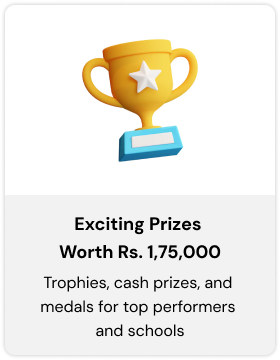 Exciting Prizes
Worth Rs. 1,75,000
Trophies, cash prizes, and
medals for top performers
and schools